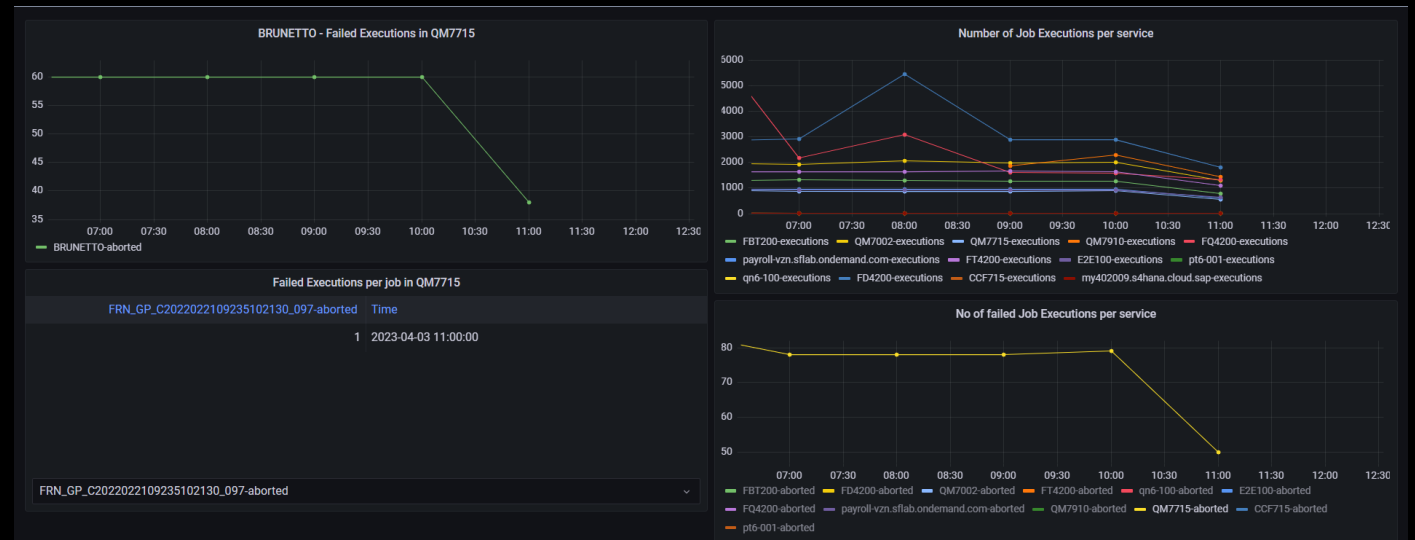 BRUNETTO - Failed Executions in QM7715
60
55
50
45
40
35
07:00 07:30 08:00 08:30 09:00 09:30 10:00 10:30 11:00 11:30 12:00 12:30
BRUNETTO-aborted
Failed Executions per job in QM7715
FRN_GP_C2022022109235102130_097-aborted Time
1 2023-04-03 11:00:00
FRN_GP_C2022022109235102130_097-aborted
Number of Job Executions per service
6000
5000
4000
3000
2000
1000
0
07:00 07:30 08:00 08:30 09:00 09:30 10:00 10:30 11:00 11:30 12:00 12:30
FBT200-executions QM7002-executions QM7715-executions QM7910-executions FQ4200-executions
payroll-vzn.sflab.ondemand.com-executions FT4200-executions E2E100-executions pt6-001-executions
qn6-100-executions FD4200-executions CCF715-executions my402009.s4hana.cloud.sap-executions
No of failed Job Executions per service
80
70
60
50
07:00 07:30 08:00 08:30 09:00 09:30 10:00 10:30 11:00 11:30 12:00 12:30
FBT200-aborted FD4200-aborted QM7002-aborted FT4200-aborted qn6-100-aborted E2E100-aborted
FQ4200-aborted payroll-vzn.sflab.ondemand.com-aborted QM7910-aborted QM7715-aborted CCF715-aborted
pt6-001-aborted